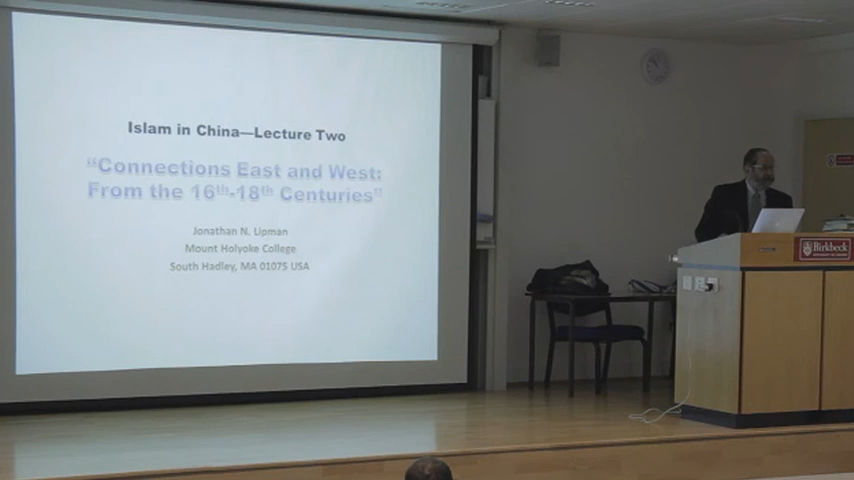 Islam in China—Lecture Two
“Connections East and West:
From the 16th-18th Centuries”
Jonathan N. Lipman
Mount Holyoke College
South Hadley, MA 01075 USA
Birkbeck